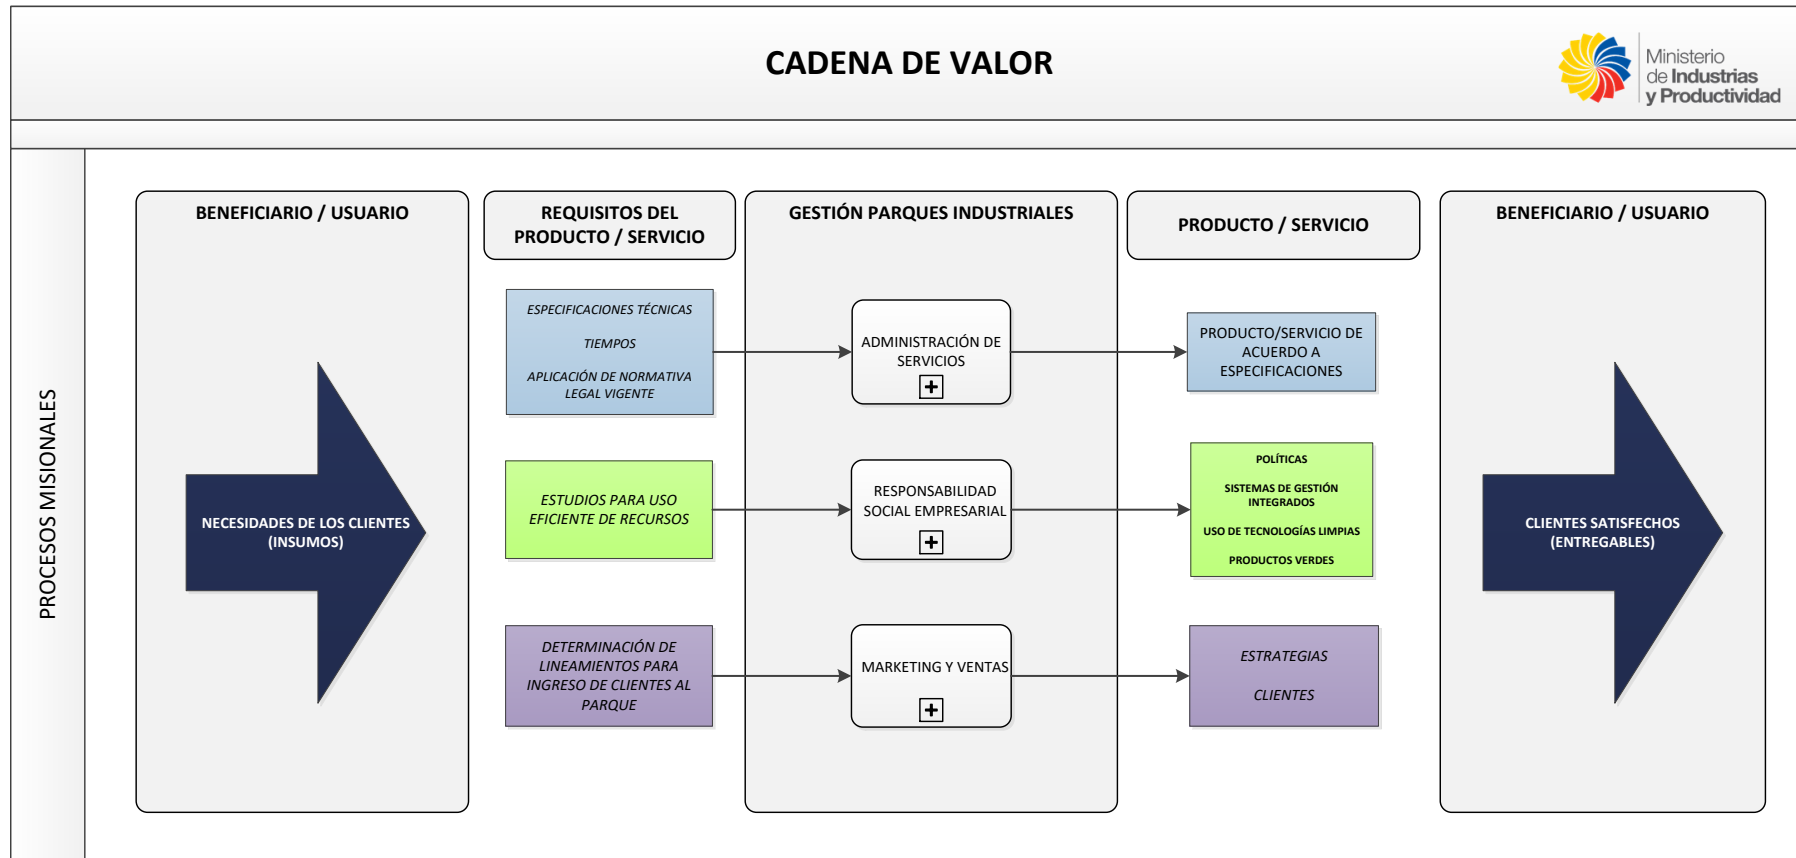 CADENA DE VALOR
Ministerio
de Industrias
y Productividad
PROCESOS MISIONALES
BENEFICIARIO / USUARIO
NECESIDADES DE LOS CLIENTES
(INSUMOS)
REQUISITOS DEL
PRODUCTO / SERVICIO
ESPECIFICACIONES TÉCNICAS
TIEMPOS
APLICACIÓN DE NORMATIVA
LEGAL VIGENTE
ESTUDIOS PARA USO
EFICIENTE DE RECURSOS
DETERMINACIÓN DE
LINEAMIENTOS PARA
INGRESO DE CLIENTES AL
PARQUE
GESTIÓN PARQUES INDUSTRIALES
ADMINISTRACIÓN DE
SERVICIOS
RESPONSABILIDAD
SOCIAL EMPRESARIAL
MARKETING Y VENTAS
PRODUCTO / SERVICIO
PRODUCTO/SERVICIO DE
ACUERDO A
ESPECIFICACIONES
POLÍTICAS
SISTEMAS DE GESTIÓN
INTEGRADOS
USO DE TECNOLOGÍAS LIMPIAS
PRODUCTOS VERDES
ESTRATEGIAS
CLIENTES
BENEFICIARIO / USUARIO
CLIENTES SATISFECHOS
(ENTREGABLES)